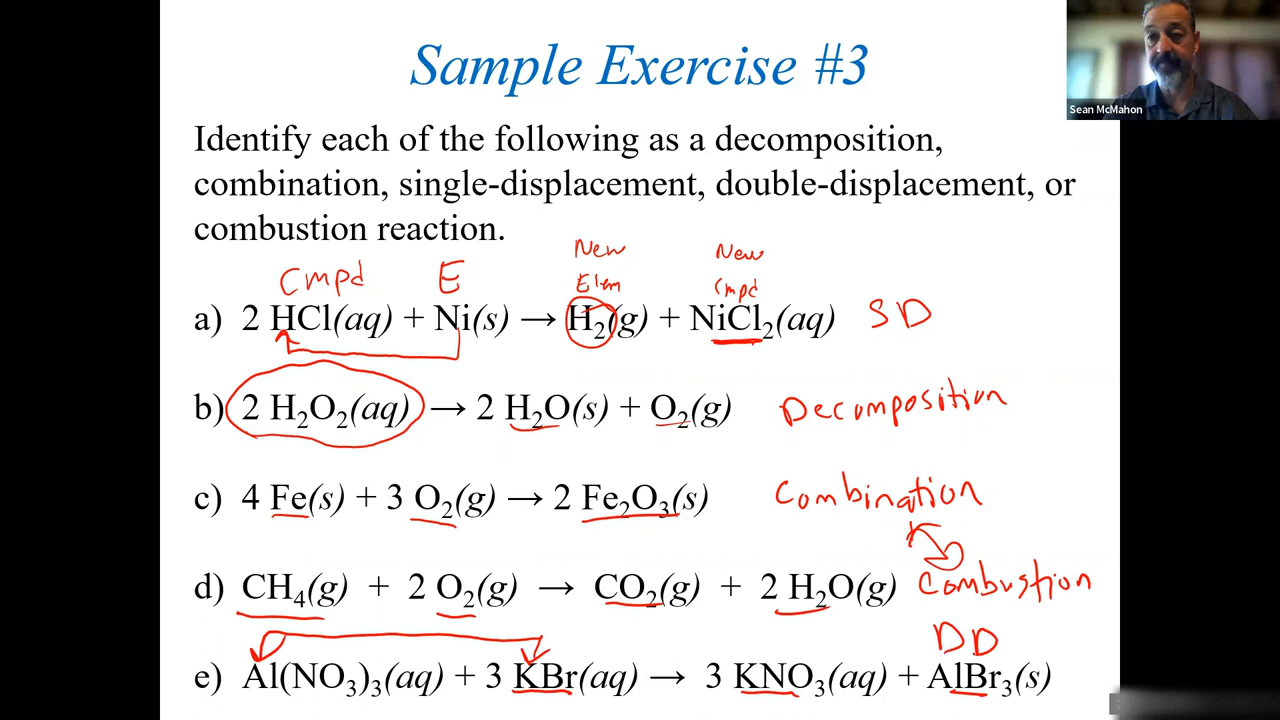 Sample Exercise #3
Sean McMahon
Identify each of the following as a decomposition,
combination, single-displacement, double-displacement, or
combustion reaction.
New New
Cmpd E Elem Cmpd
a) 2 HCl(aq) + Ni(s) → H₂(g) + NiCl₂(aq) SD
b) 2 H₂O₂(aq) → 2 H₂O(s) + O₂(g) Decomposition
c) 4 Fe(s) + 3 O₂(g) → 2 Fe₂O₃(s) Combination
d) CH₄(g) + 2 O₂(g) → CO₂(g) + 2 H₂O(g) Combustion
DD
e) Al(NO₃)₃(aq) + 3 KBr(aq) → 3 KNO₃(aq) + AlBr₃(s)